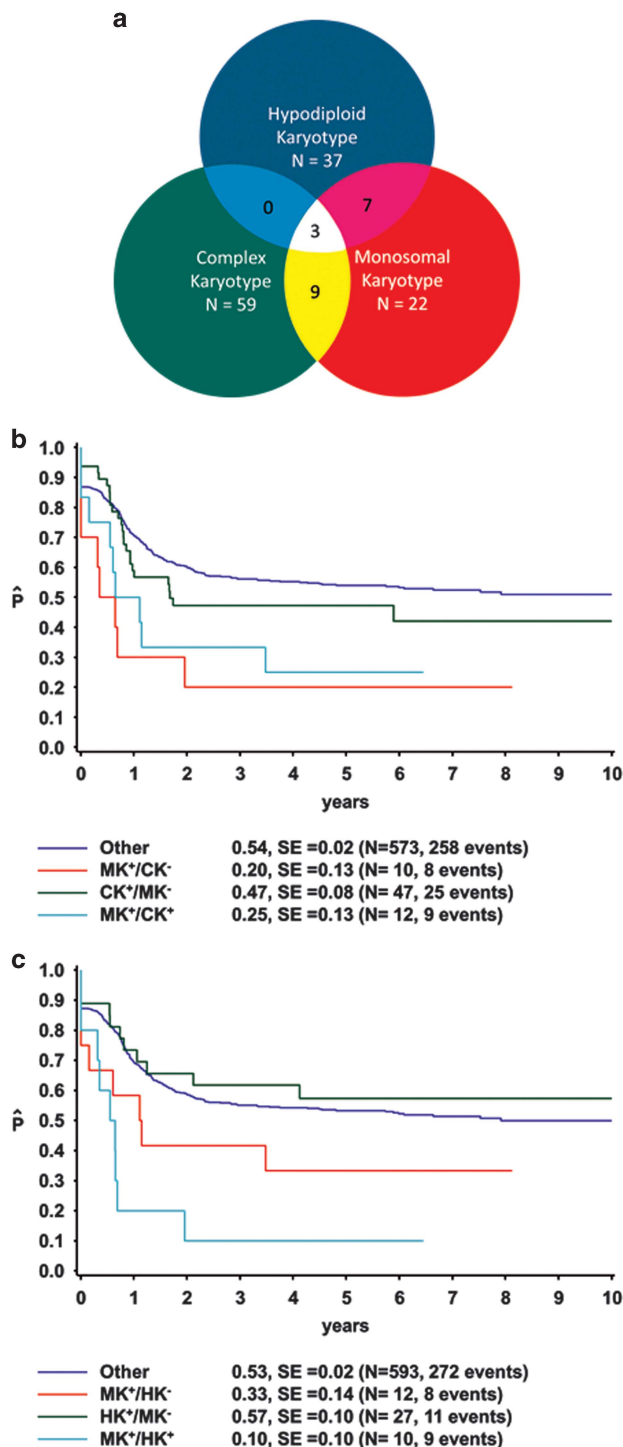 a
Hypodiploid
Karyotype
N = 37
0
7
3
Complex
Karyotype
N = 59
Monosomal
Karyotype
N = 22
9
b
1.0
0.9
0.8
0.7
0.6
0.5
0.4
0.3
0.2
0.1
0.0
P̂
0 1 2 3 4 5 6 7 8 9 10
years
Other 0.54, SE =0.02 (N=573, 258 events)
MK⁺/CK⁻ 0.20, SE =0.13 (N= 10, 8 events)
CK⁺/MK⁻ 0.47, SE =0.08 (N= 47, 25 events)
MK⁺/CK⁺ 0.25, SE =0.13 (N= 12, 9 events)
c
1.0
0.9
0.8
0.7
0.6
0.5
0.4
0.3
0.2
0.1
0.0
P̂
0 1 2 3 4 5 6 7 8 9 10
years
Other 0.53, SE =0.02 (N=593, 272 events)
MK⁺/HK⁻ 0.33, SE =0.14 (N= 12, 8 events)
HK⁺/MK⁻ 0.57, SE =0.10 (N= 27, 11 events)
MK⁺/HK⁺ 0.10, SE =0.10 (N= 10, 9 events)